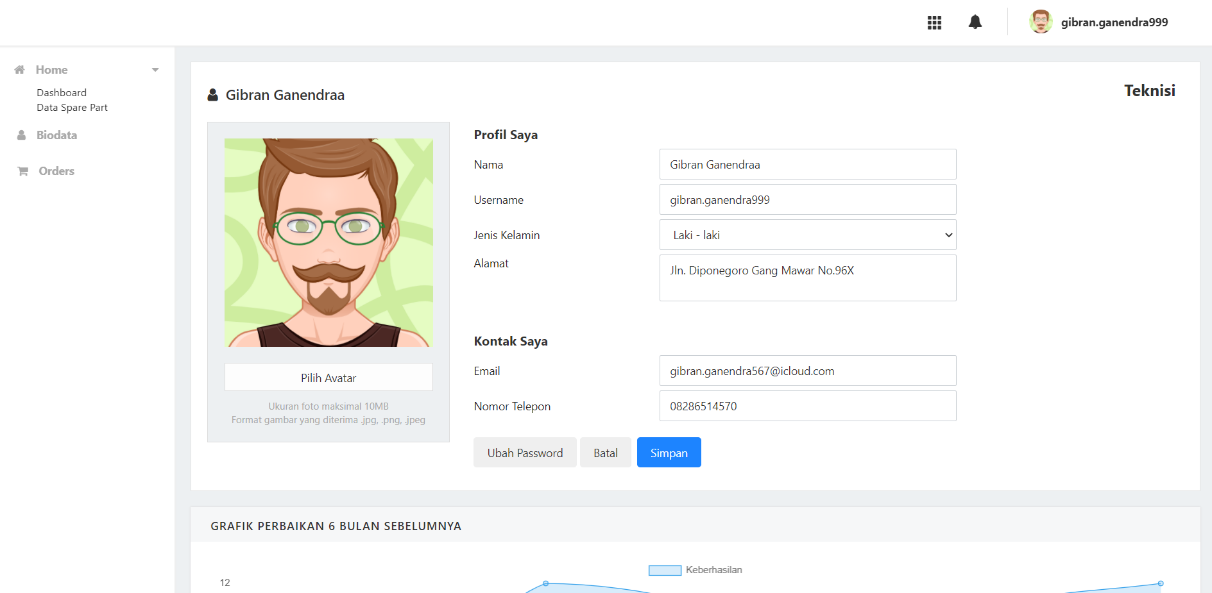 gibran.ganendra999
Home
Dashboard
Data Spare Part
Biodata
Orders
Gibran Ganendraa
Teknisi
Pilih Avatar
Ukuran foto maksimal 10MB
Format gambar yang diterima .jpg, .png, .jpeg
Profil Saya
Nama Gibran Ganendraa
Username gibran.ganendra999
Jenis Kelamin Laki - laki
Alamat Jln. Diponegoro Gang Mawar No.96X
Kontak Saya
Email gibran.ganendra567@icloud.com
Nomor Telepon 08286514570
Ubah Password Batal Simpan
GRAFIK PERBAIKAN 6 BULAN SEBELUMNYA
Keberhasilan
12